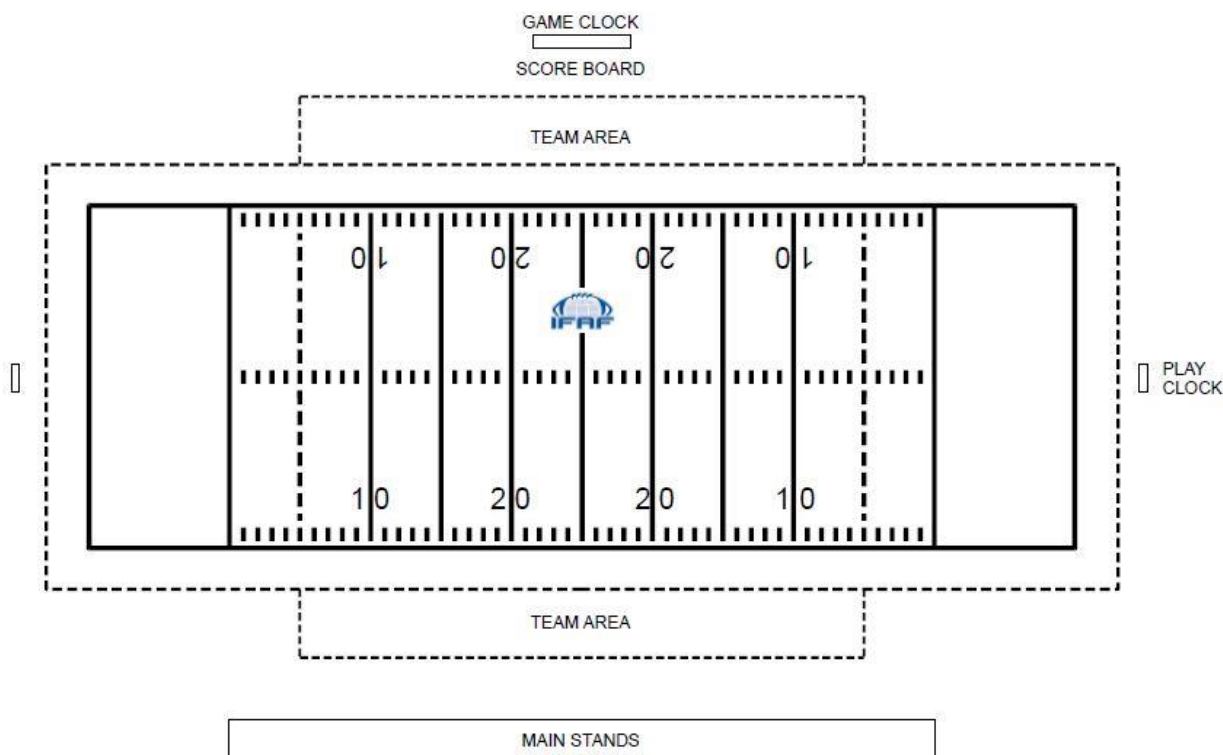 GAME CLOCK
SCORE BOARD
TEAM AREA
10 20 20 10
IFAF
PLAY
CLOCK
10 20 20 10
TEAM AREA
MAIN STANDS